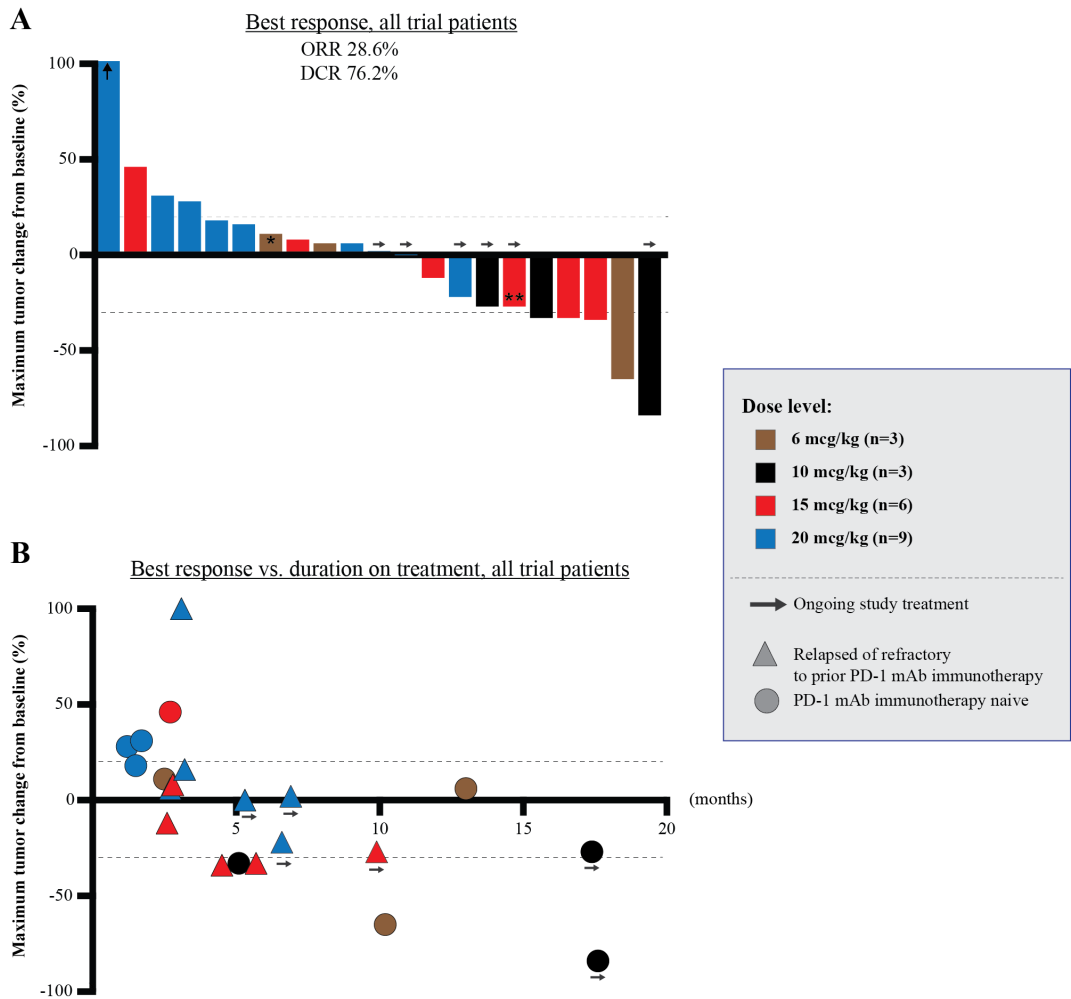 A
Best response, all trial patients
ORR 28.6%
DCR 76.2%
Maximum tumor change from baseline (%)
100
50
0
-50
-100
*
**
Dose level:
6 mcg/kg (n=3)
10 mcg/kg (n=3)
15 mcg/kg (n=6)
20 mcg/kg (n=9)
Ongoing study treatment
Relapsed of refractory
to prior PD-1 mAb immunotherapy
PD-1 mAb immunotherapy naive
B
Best response vs. duration on treatment, all trial patients
Maximum tumor change from baseline (%)
100
50
0
-50
-100
5
10
15
20
(months)